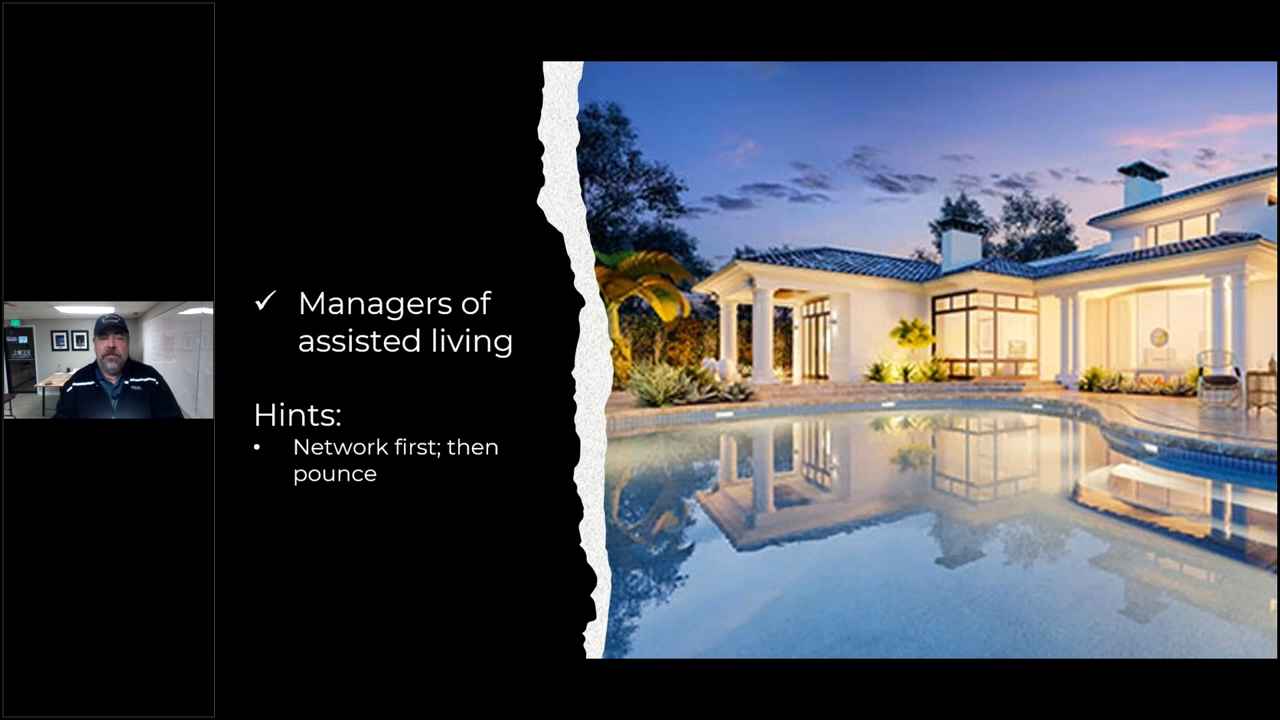 Managers of
assisted living
Hints:
Network first; then
pounce